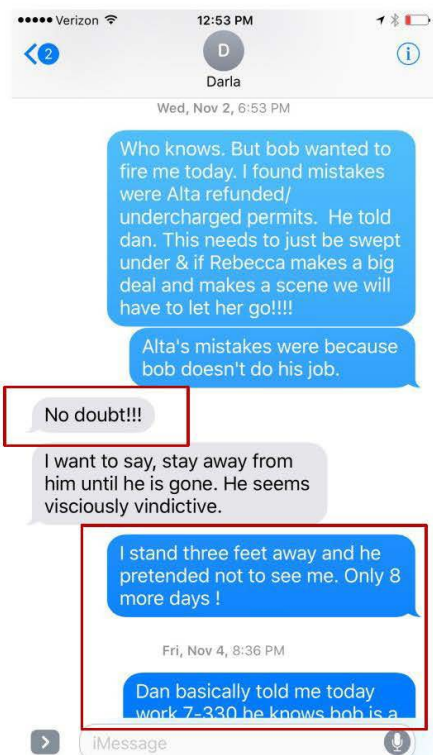 Verizon 12:53 PM
2 D
Darla
Wed, Nov 2, 6:53 PM
Who knows. But bob wanted to
fire me today. I found mistakes
were Alta refunded/
undercharged permits. He told
dan. This needs to just be swept
under & if Rebecca makes a big
deal and makes a scene we will
have to let her go!!!!
Alta's mistakes were because
bob doesn't do his job.
No doubt!!!
I want to say, stay away from
him until he is gone. He seems
visciously vindictive.
I stand three feet away and he
pretended not to see me. Only 8
more days !
Fri, Nov 4, 8:36 PM
Dan basically told me today
work 7-330 he knows bob is a
iMessage